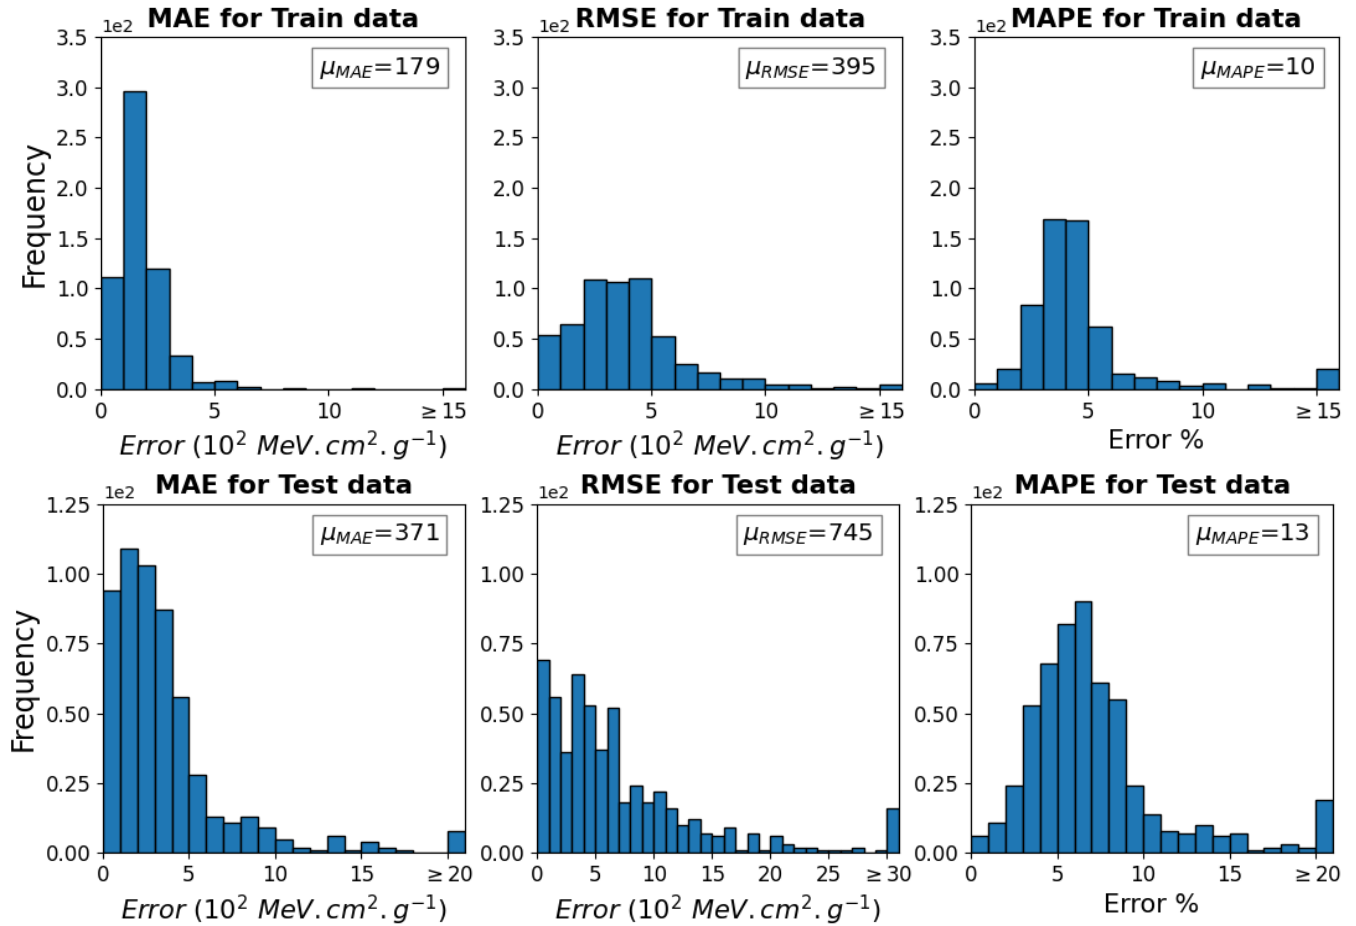 MAE for Train data
1e2
μMAE=179
3.5
3.0
2.5
2.0
1.5
1.0
0.5
0.0
Frequency
0 5 10 ≥15
Error (10² MeV.cm².g⁻¹)
RMSE for Train data
1e2
μRMSE=395
3.5
3.0
2.5
2.0
1.5
1.0
0.5
0.0
0 5 10 ≥15
Error (10² MeV.cm².g⁻¹)
MAPE for Train data
1e2
μMAPE=10
3.5
3.0
2.5
2.0
1.5
1.0
0.5
0.0
0 5 10 ≥15
Error %
MAE for Test data
1e2
μMAE=371
1.25
1.00
0.75
0.50
0.25
0.00
Frequency
0 5 10 15 ≥20
Error (10² MeV.cm².g⁻¹)
RMSE for Test data
1e2
μRMSE=745
1.25
1.00
0.75
0.50
0.25
0.00
0 5 10 15 20 25 ≥30
Error (10² MeV.cm².g⁻¹)
MAPE for Test data
1e2
μMAPE=13
1.25
1.00
0.75
0.50
0.25
0.00
0 5 10 15 ≥20
Error %